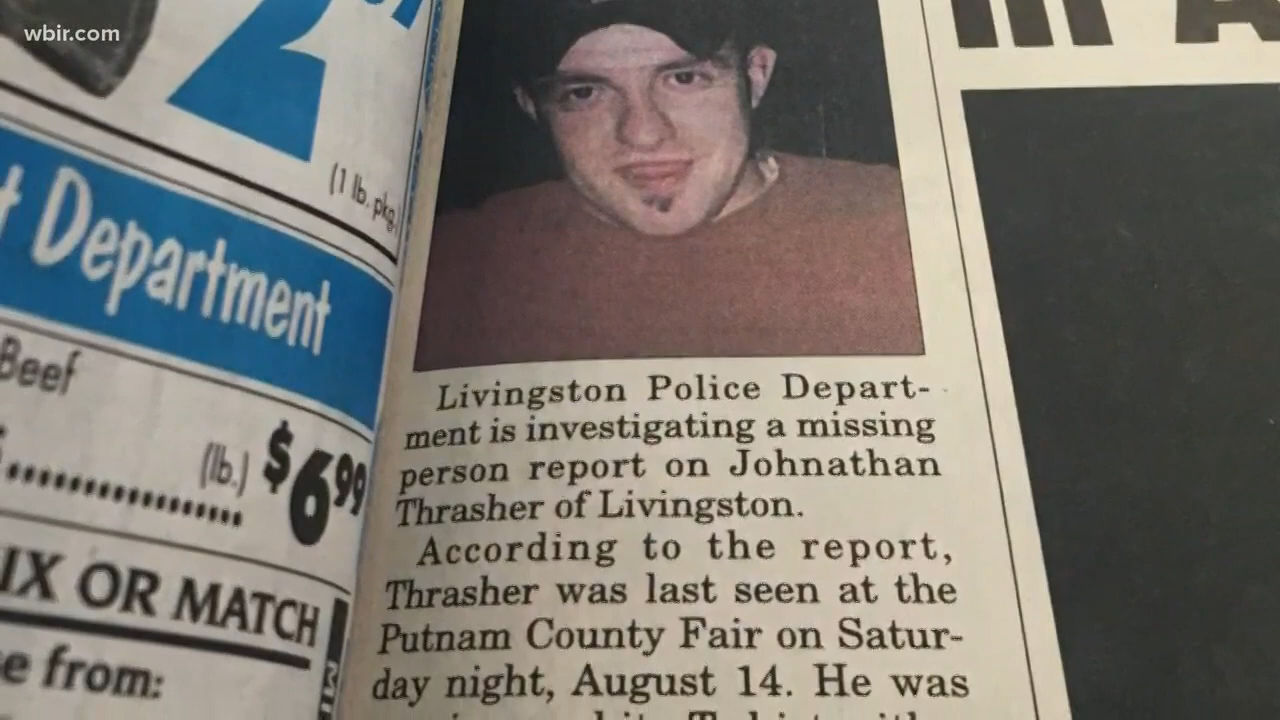 wbir.com
2
(1 lb. pkg.)
Department
Beef
(lb.) $6 99
IX OR MATCH
e from:
Livingston Police Depart-
ment is investigating a missing
person report on Johnathan
Thrasher of Livingston.
According to the report,
Thrasher was last seen at the
Putnam County Fair on Satur-
day night, August 14. He was